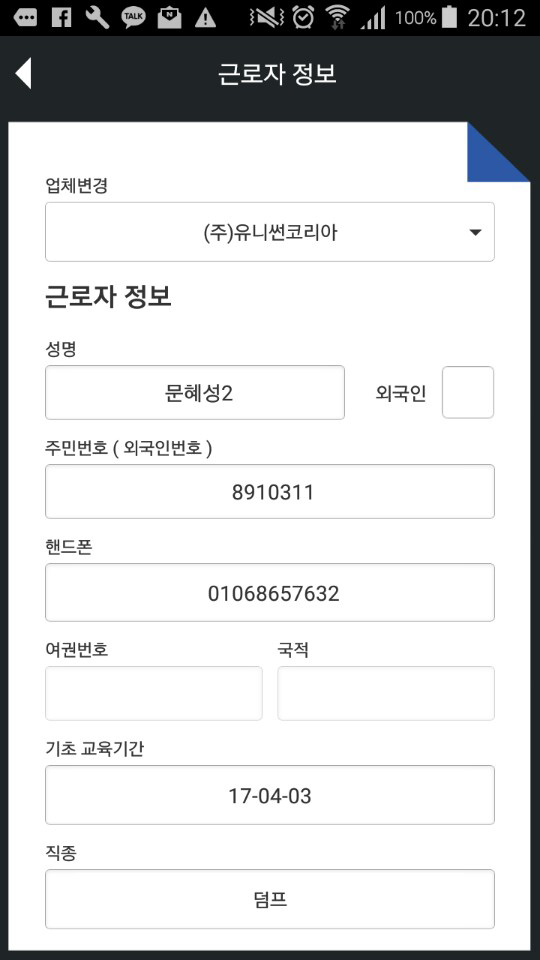 TALK 100% 20:12
근로자 정보
업체변경
(주)유니썬코리아
근로자 정보
성명
문혜성2 외국인
주민번호 ( 외국인번호 )
8910311
핸드폰
01068657632
여권번호 국적
기초 교육기간
17-04-03
직종
덤프